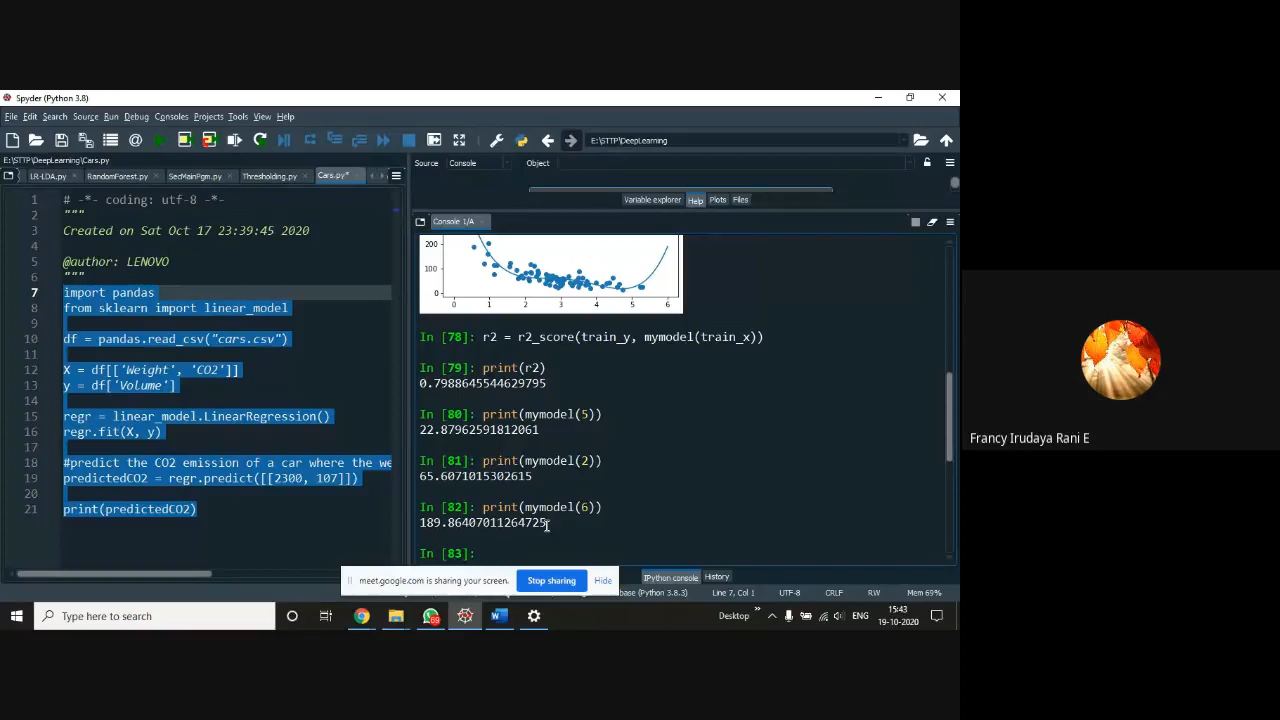 Spyder (Python 3.8)
File Edit Search Source Run Debug Consoles Projects Tools View Help
E:\STTP\DeepLearning
E:\STTP\DeepLearning\Cars.py
Source Console Object
LR-LDA.py RandomForest.py SecMainPgm.py Thresholding.py Cars.py*
Variable explorer Help Plots Files
1 # -*- coding: utf-8 -*-
2 """
3 Created on Sat Oct 17 23:39:45 2020
4
5 @author: LENOVO
6 """
7 import pandas
8 from sklearn import linear_model
9
10 df = pandas.read_csv("cars.csv")
11
12 X = df[['Weight', 'CO2']]
13 y = df['Volume']
14
15 regr = linear_model.LinearRegression()
16 regr.fit(X, y)
17
18 #predict the CO2 emission of a car where the we
19 predictedCO2 = regr.predict([[2300, 107]])
20
21 print(predictedCO2)
Console 1/A
200
100
0
0 1 2 3 4 5 6
In [78]: r2 = r2_score(train_y, mymodel(train_x))
In [79]: print(r2)
0.7988645544629795
In [80]: print(mymodel(5))
22.87962591812061
In [81]: print(mymodel(2))
65.6071015302615
In [82]: print(mymodel(6))
189.86407011264725
In [83]:
meet.google.com is sharing your screen. Stop sharing Hide
IPython console History
base (Python 3.8.3) Line 7, Col 1 UTF-8 CRLF RW Mem 69%
Type here to search
69
Desktop
ENG
15:43
19-10-2020
Francy Irudaya Rani E